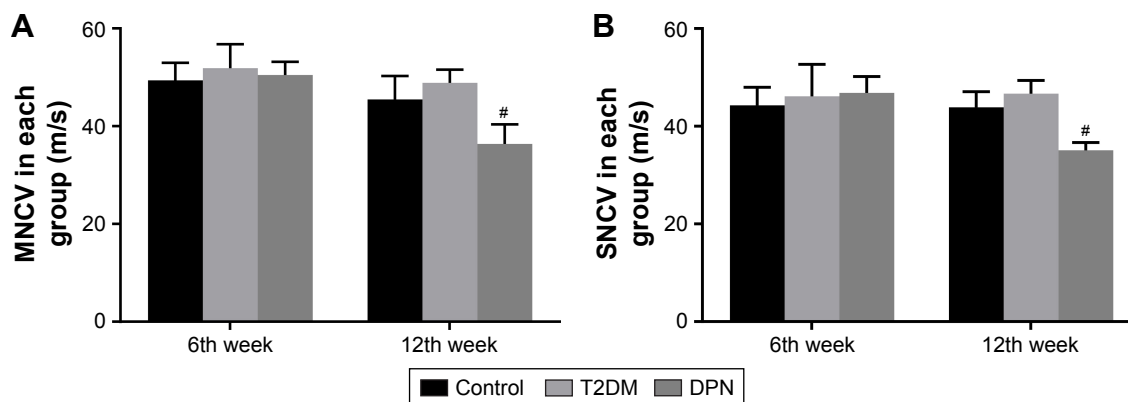 A
MNCV in each
group (m/s)
60
40
20
0
#
6th week
12th week
B
SNCV in each
group (m/s)
60
40
20
0
#
6th week
12th week
Control
T2DM
DPN